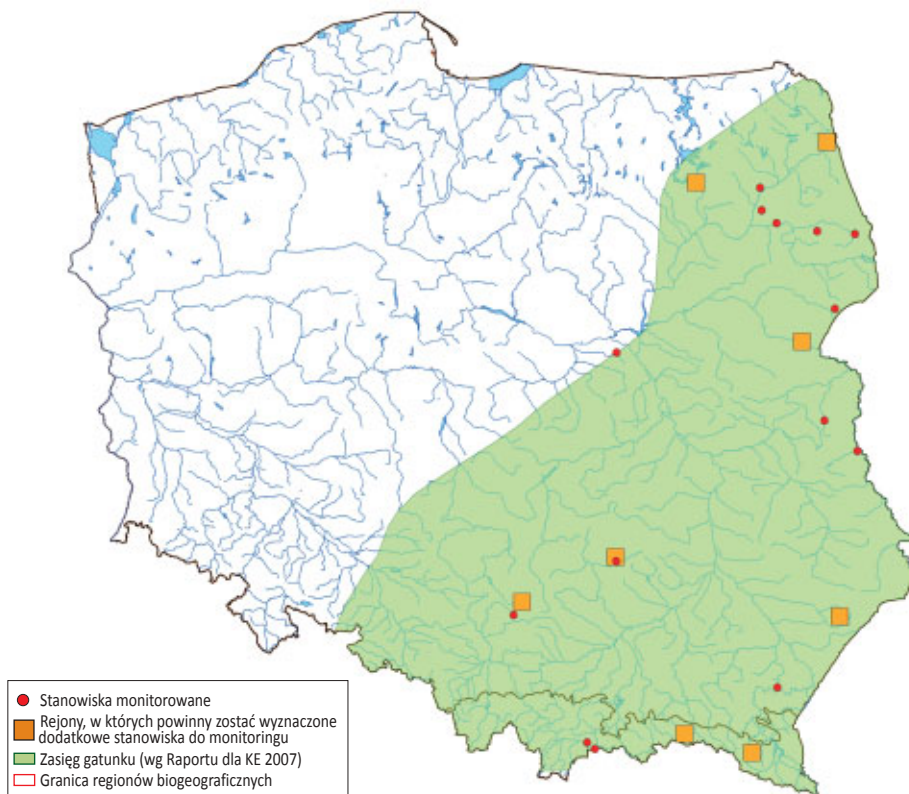 Stanowiska monitorowane
Rejony, w których powinny zostać wyznaczone
dodatkowe stanowiska do monitoringu
Zasięg gatunku (wg Raportu dla KE 2007)
Granica regionów biogeograficznych